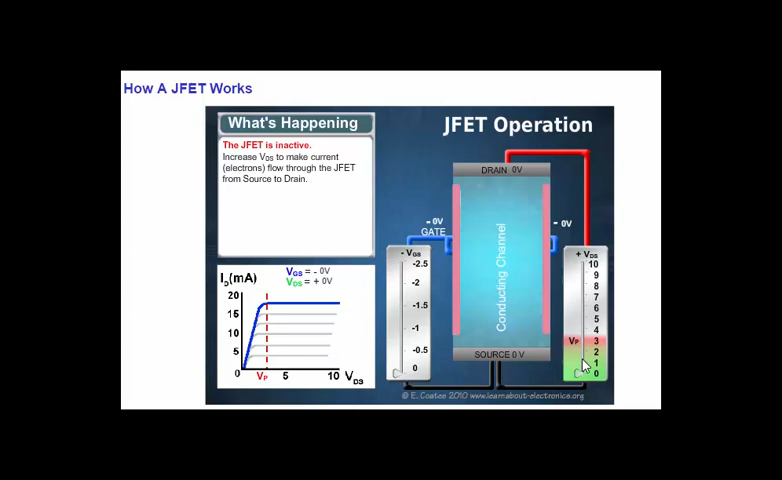 How A JFET Works
What's Happening
The JFET is inactive.
Increase VDS to make current
(electrons) flow through the JFET
from Source to Drain.
JFET Operation
DRAIN 0V
- 0V
GATE
- 0V
Conducting Channel
SOURCE 0 V
- VGS
-2.5
-2
-1.5
-1
-0.5
0
+ VDS
10
9
8
7
6
5
4
VP 3
2
1
0
ID(mA)
VGS = - 0V
VDS = + 0V
20
15
10
5
0
VP 5 10 VDS
© E. Coates 2010 www.learnabout-electronics.org